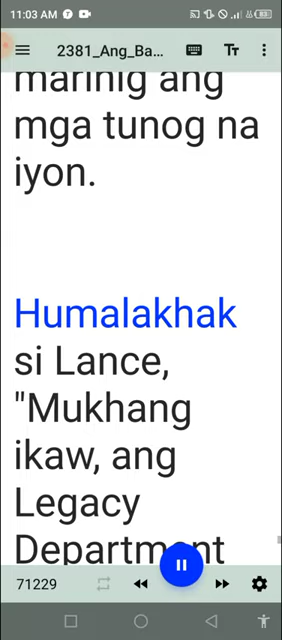 11:03 AM
2381_Ang_Ba...
marinig ang
mga tunog na
iyon.
Humalakhak
si Lance,
"Mukhang
ikaw, ang
Legacy
Department
71229